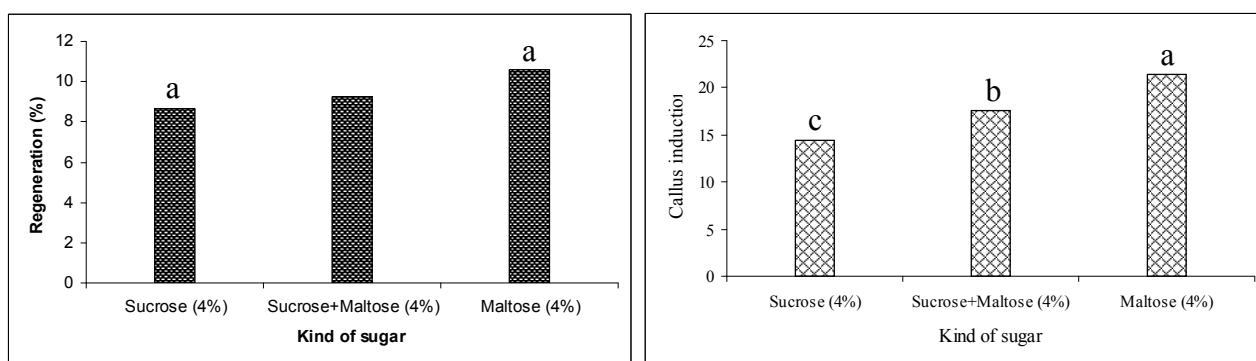 12
10
8
6
4
2
0
Regeneration (%)
a
a
Sucrose (4%) Sucrose+Maltose (4%) Maltose (4%)
Kind of sugar
25
20
15
10
5
0
Callus induction
c
b
a
Sucrose (4%) Sucrose+Maltose (4%) Maltose (4%)
Kind of sugar